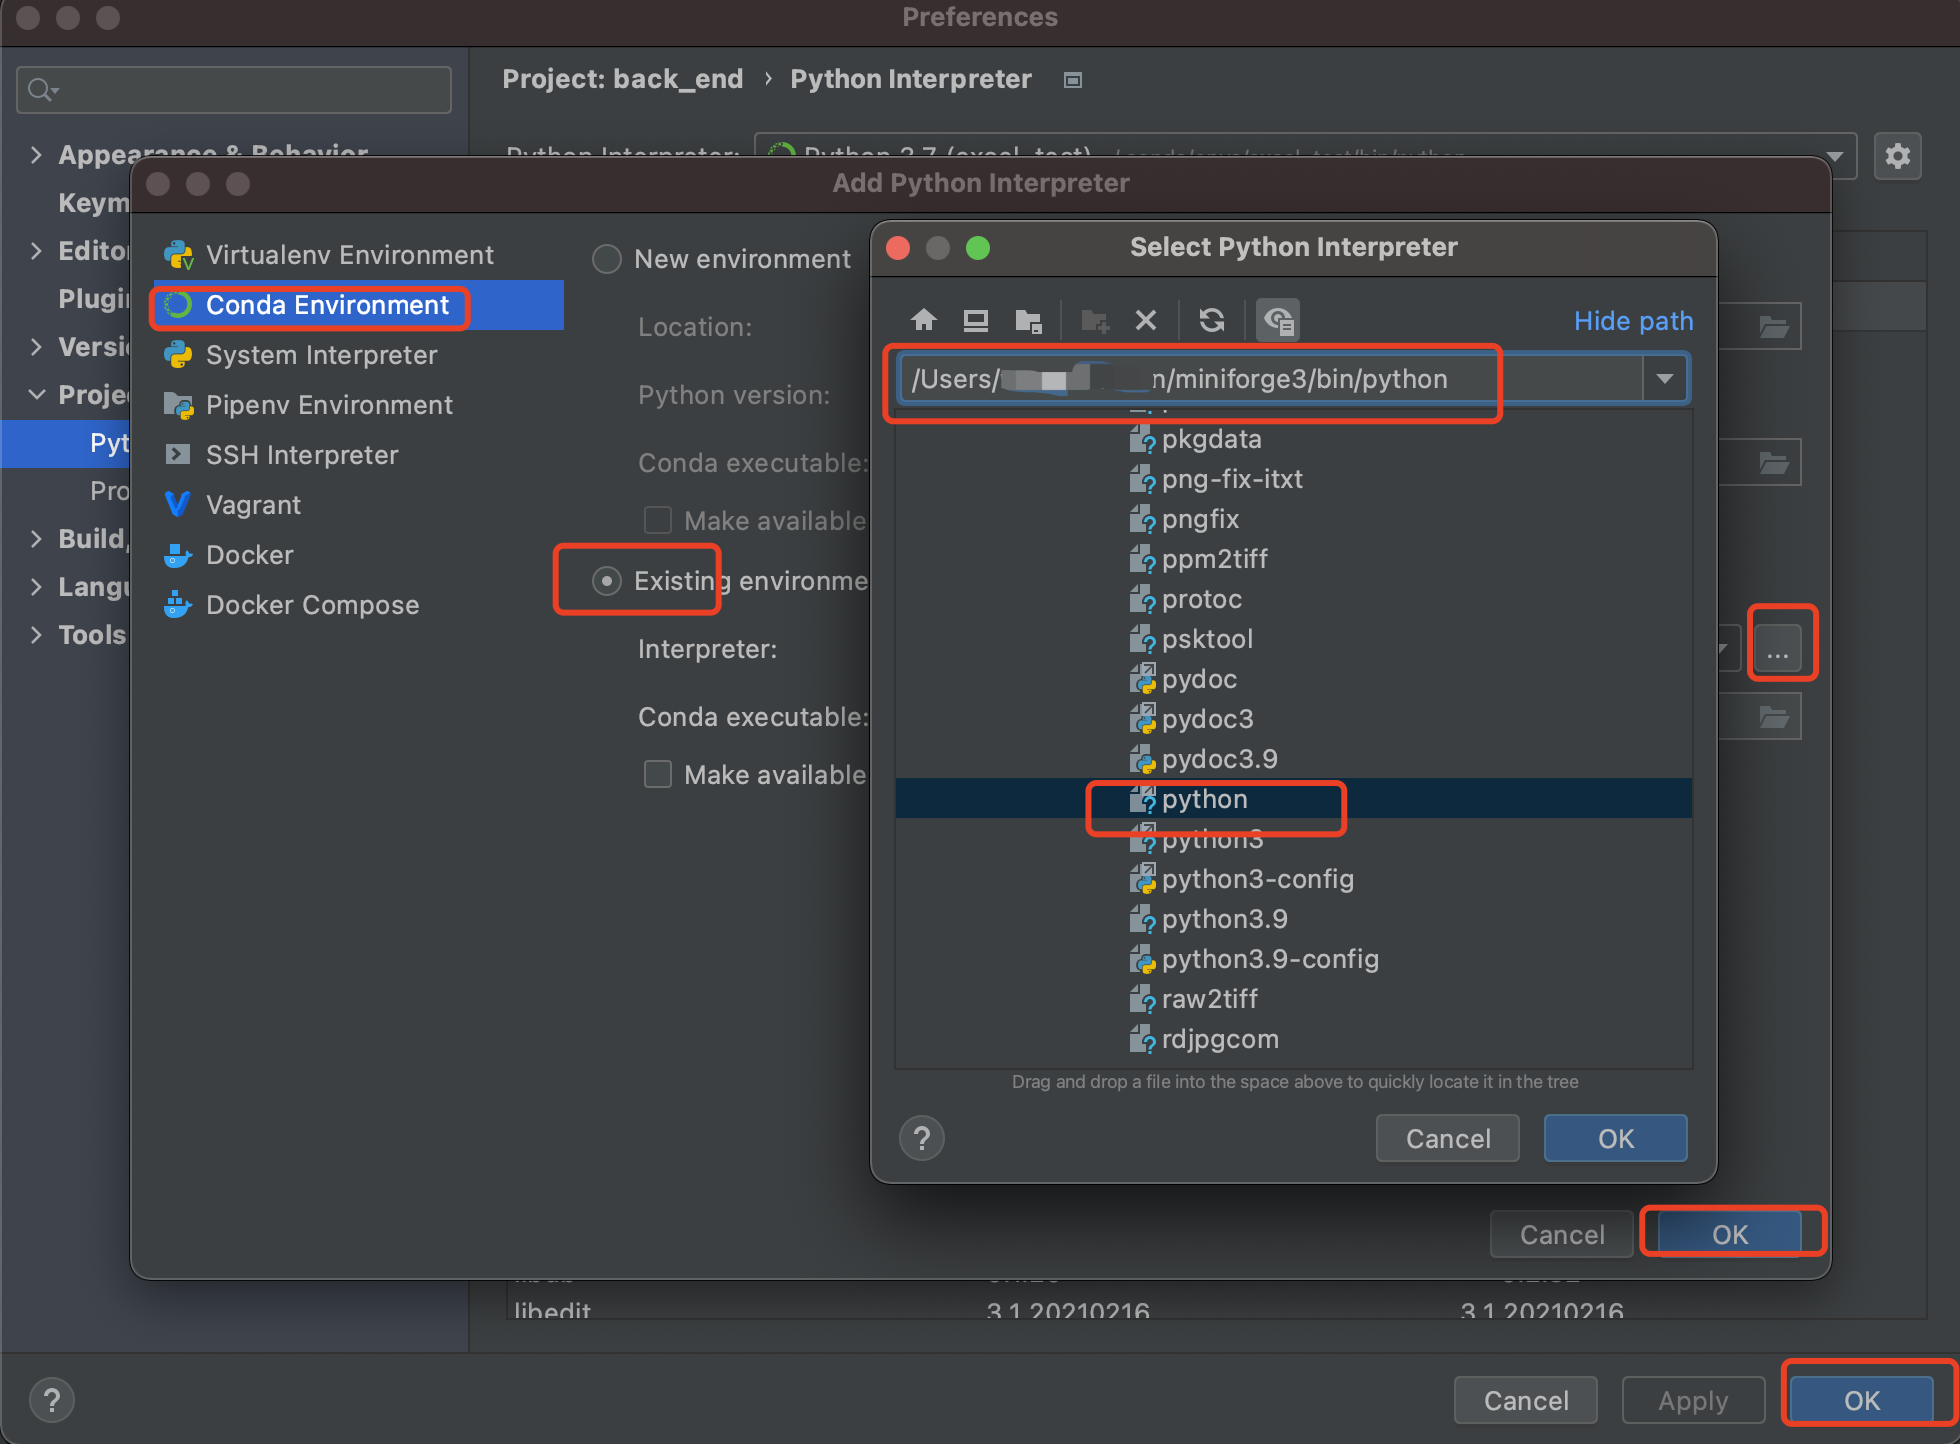 Preferences
Project: back_end › Python Interpreter
Appearance & Behavior
Python Interpreter: Python 3.7 (excel_test)
Add Python Interpreter
Keym
Editor
Plugin
Versi
Proje
Pyt
Pro
Build,
Langu
Tools
Virtualenv Environment
Conda Environment
System Interpreter
Pipenv Environment
SSH Interpreter
Vagrant
Docker
Docker Compose
New environment
Location:
Python version:
Conda executable:
Make available
Existing environme
Interpreter:
...
Conda executable:
Make available
Select Python Interpreter
Hide path
/Users/ n/miniforge3/bin/python
pkgdata
png-fix-itxt
pngfix
ppm2tiff
protoc
psktool
pydoc
pydoc3
pydoc3.9
python
python3
python3-config
python3.9
python3.9-config
raw2tiff
rdjpgcom
Drag and drop a file into the space above to quickly locate it in the tree
? Cancel OK
Cancel OK
libedit 3.1.20210216 3.1.20210216
? Cancel Apply OK